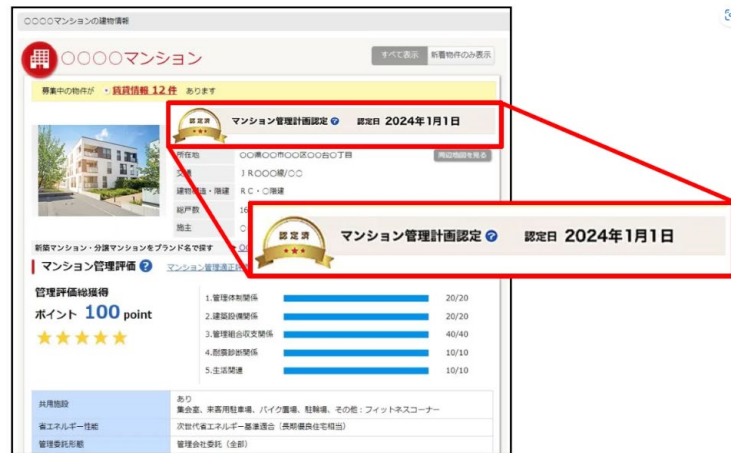 ○○○○マンションの建物情報
○○○○マンション
すべて表示 新着物件のみ表示
募集中の物件が 賃貸情報 12件 あります
認定済 マンション管理計画認定 ? 認定日 2024年1月1日
所在地 ○○県○○市○○区○○台○丁目 周辺地図を見る
交通 JR○○○線/○○
建物構造・階建 RC・○階建
総戸数 16
施主
認定済 マンション管理計画認定 ? 認定日 2024年1月1日
新築マンション・分譲マンションをブランド名で探す
マンション管理評価 ? マンション管理適正
管理評価総獲得
ポイント 100 point
1.管理体制関係 20/20
2.建築設備関係 20/20
3.管理組合収支関係 40/40
4.耐震診断関係 10/10
5.生活関連 10/10
共用施設 あり
集会室、来客用駐車場、バイク置場、駐輪場、その他:フィットネスコーナー
省エネルギー性能 次世代省エネルギー基準適合（長期優良住宅相当）
管理委託形態 管理会社委託（全部）